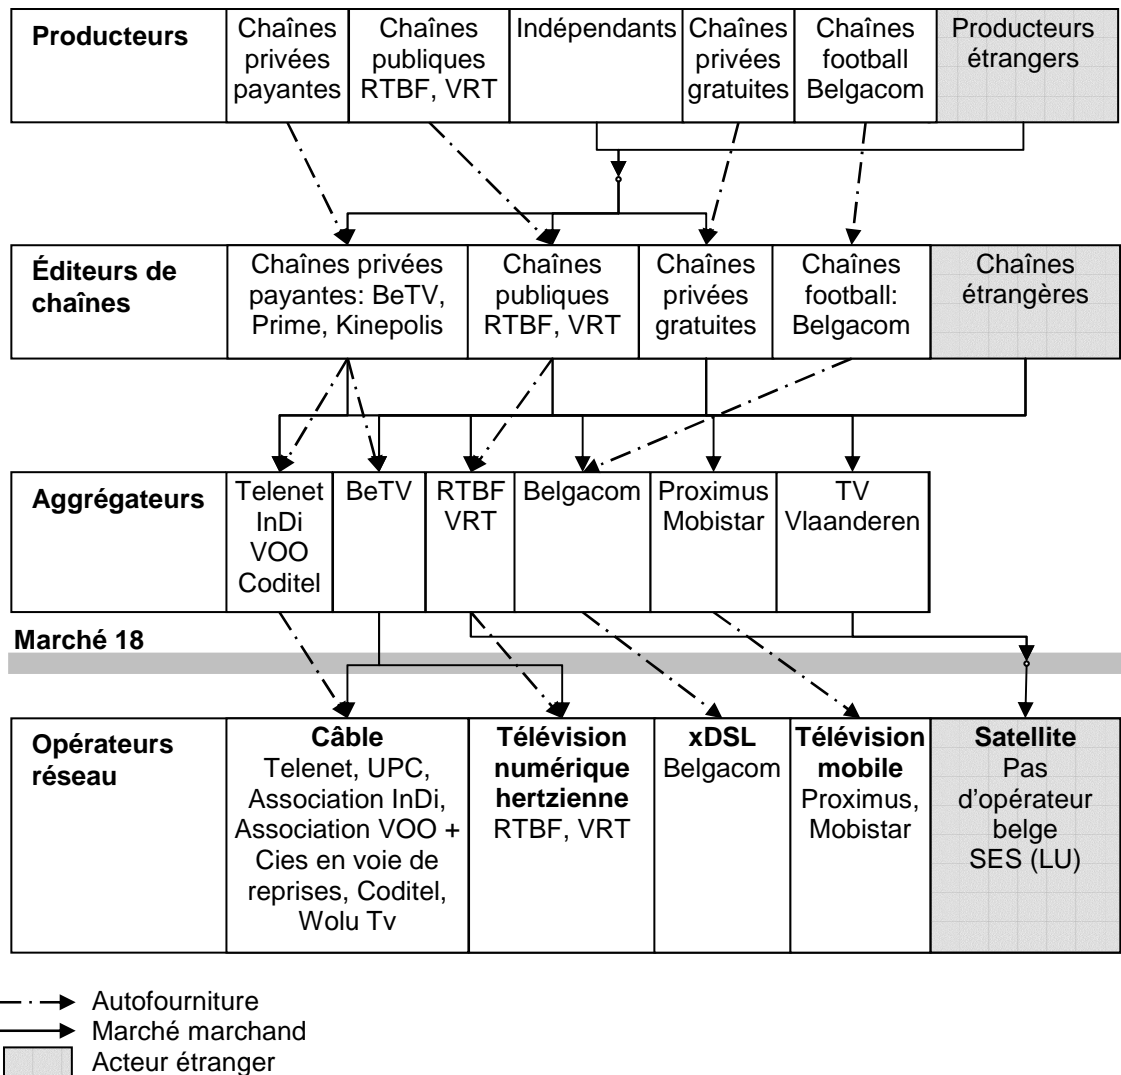 Producteurs
Chaînes
privées
payantes
Chaînes
publiques
RTBF, VRT
Indépendants
Chaînes
privées
gratuites
Chaînes
football
Belgacom
Producteurs
étrangers
Éditeurs de
chaînes
Chaînes privées
payantes: BeTV,
Prime, Kinepolis
Chaînes
publiques
RTBF, VRT
Chaînes
privées
gratuites
Chaînes
football:
Belgacom
Chaînes
étrangères
Aggrégateurs
Telenet
InDi
VOO
Coditel
BeTV
RTBF
VRT
Belgacom
Proximus
Mobistar
TV
Vlaanderen
Marché 18
Opérateurs
réseau
Câble
Telenet, UPC,
Association InDi,
Association VOO +
Cies en voie de
reprises, Coditel,
Wolu Tv
Télévision
numérique
hertzienne
RTBF, VRT
xDSL
Belgacom
Télévision
mobile
Proximus,
Mobistar
Satellite
Pas
d'opérateur
belge
SES (LU)
Autofourniture
Marché marchand
Acteur étranger